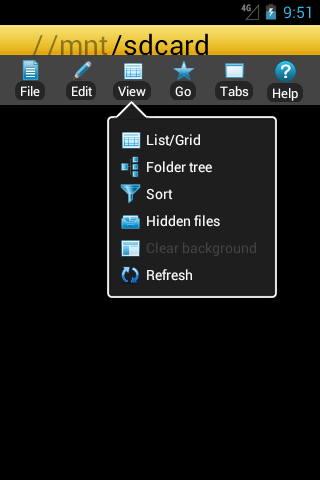 4G 9:51
//mnt/sdcard
File Edit View Go Tabs Help
List/Grid
Folder tree
Sort
Hidden files
Clear background
Refresh